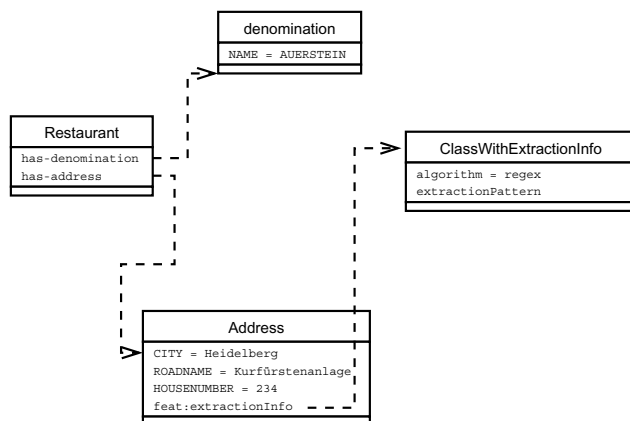 denomination
NAME = AUERSTEIN
Restaurant
has-denomination
has-address
ClassWithExtractionInfo
algorithm = regex
extractionPattern
Address
CITY = Heidelberg
ROADNAME = Kurfürstenanlage
HOUSENUMBER = 234
feat:extractionInfo